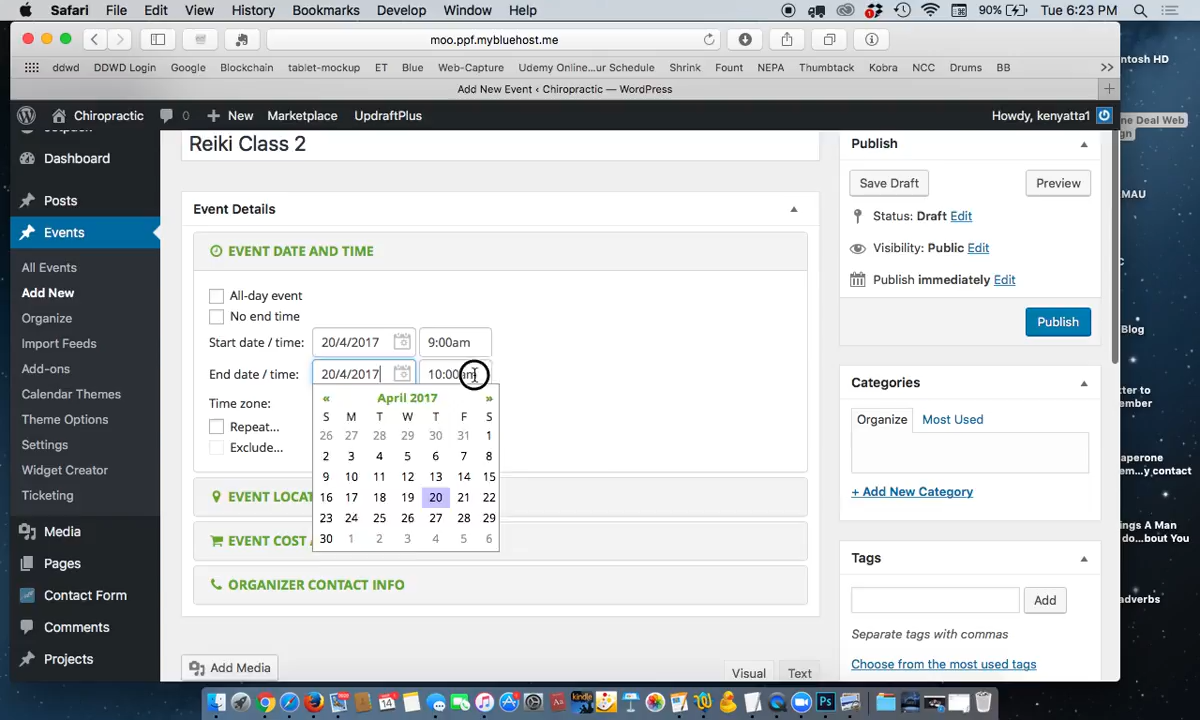 Safari File Edit View History Bookmarks Develop Window Help 90% Tue 6:23 PM
moo.ppf.mybluehost.me
ddwd DDWD Login Google Blockchain tablet-mockup ET Blue Web-Capture Udemy Online...ur Schedule Shrink Fount NEPA Thumbtack Kobra NCC Drums BB
Add New Event ‹ Chiropractic — WordPress
Chiropractic 0 + New Marketplace UpdraftPlus Howdy, kenyatta1
Dashboard
Posts
Events
All Events
Add New
Organize
Import Feeds
Add-ons
Calendar Themes
Theme Options
Settings
Widget Creator
Ticketing
Media
Pages
Contact Form
Comments
Projects
Reiki Class 2
Event Details
EVENT DATE AND TIME
All-day event
No end time
Start date / time: 20/4/2017 9:00am
End date / time: 20/4/2017 10:00am
Time zone:
Repeat...
Exclude...
« April 2017 »
S M T W T F S
26 27 28 29 30 31 1
2 3 4 5 6 7 8
9 10 11 12 13 14 15
16 17 18 19 20 21 22
23 24 25 26 27 28 29
30 1 2 3 4 5 6
EVENT LOCAT
EVENT COST
ORGANIZER CONTACT INFO
Add Media Visual Text
Publish
Save Draft Preview
Status: Draft Edit
Visibility: Public Edit
Publish immediately Edit
Publish
Categories
Organize Most Used
+ Add New Category
Tags
Add
Separate tags with commas
Choose from the most used tags
ntosh HD
ne Deal Web
gn
MAU
Blog
tter to
ember
aperone
em...y_contact
ings A Man
do...bout You
adverbs
14